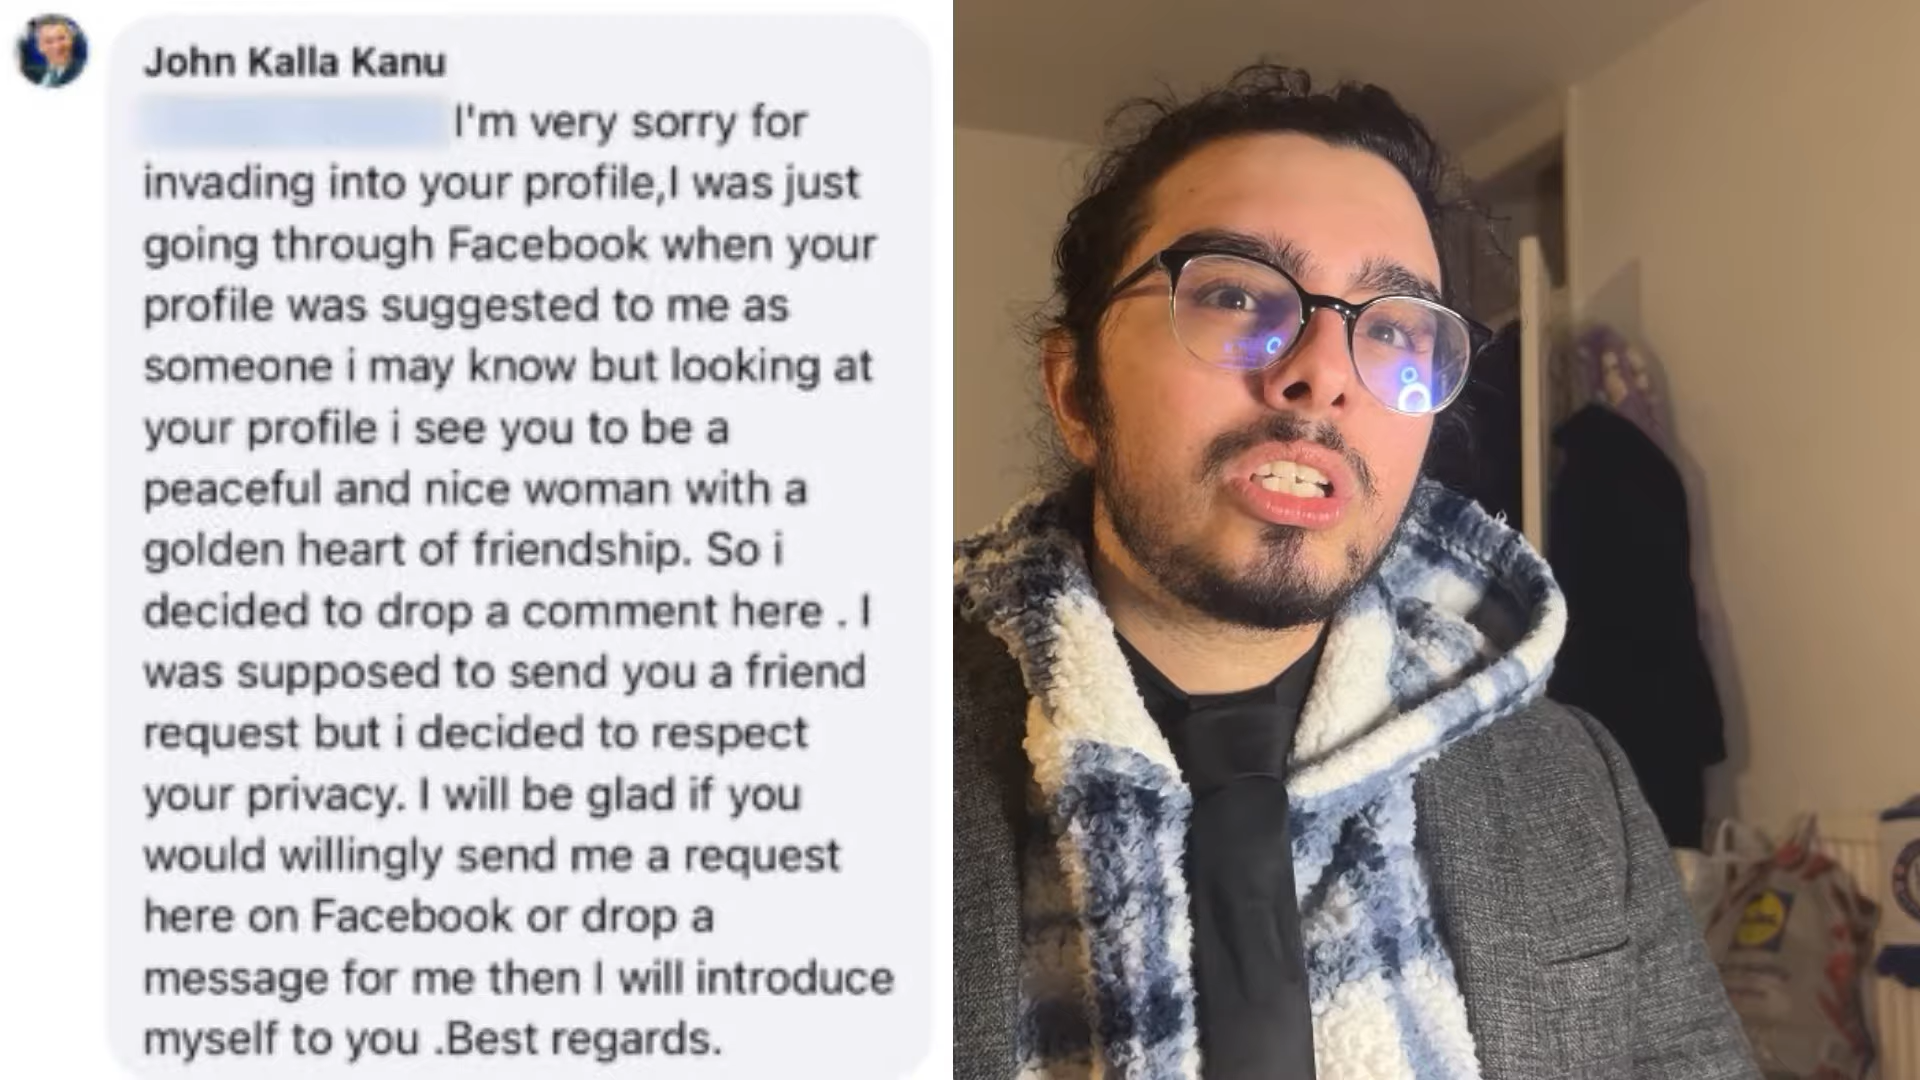 John Kalla Kanu
I'm very sorry for
invading into your profile,I was just
going through Facebook when your
profile was suggested to me as
someone i may know but looking at
your profile i see you to be a
peaceful and nice woman with a
golden heart of friendship. So i
decided to drop a comment here . I
was supposed to send you a friend
request but i decided to respect
your privacy. I will be glad if you
would willingly send me a request
here on Facebook or drop a
message for me then I will introduce
myself to you .Best regards.